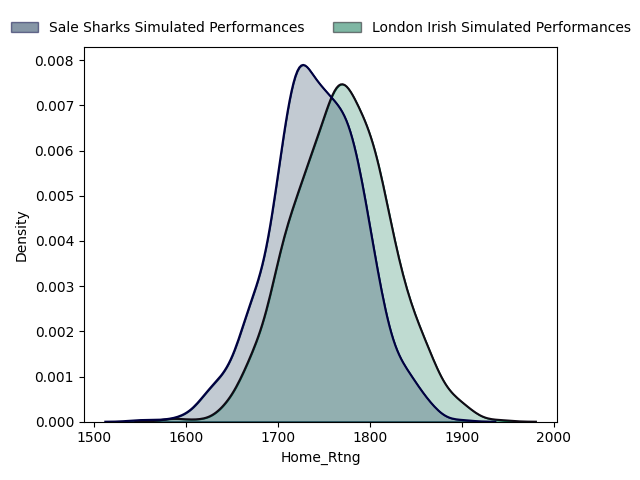 Sale Sharks Simulated Performances London Irish Simulated Performances
0.008
0.007
0.006
0.005
0.004
0.003
0.002
0.001
0.000
Density
1500 1600 1700 1800 1900 2000
Home_Rtng